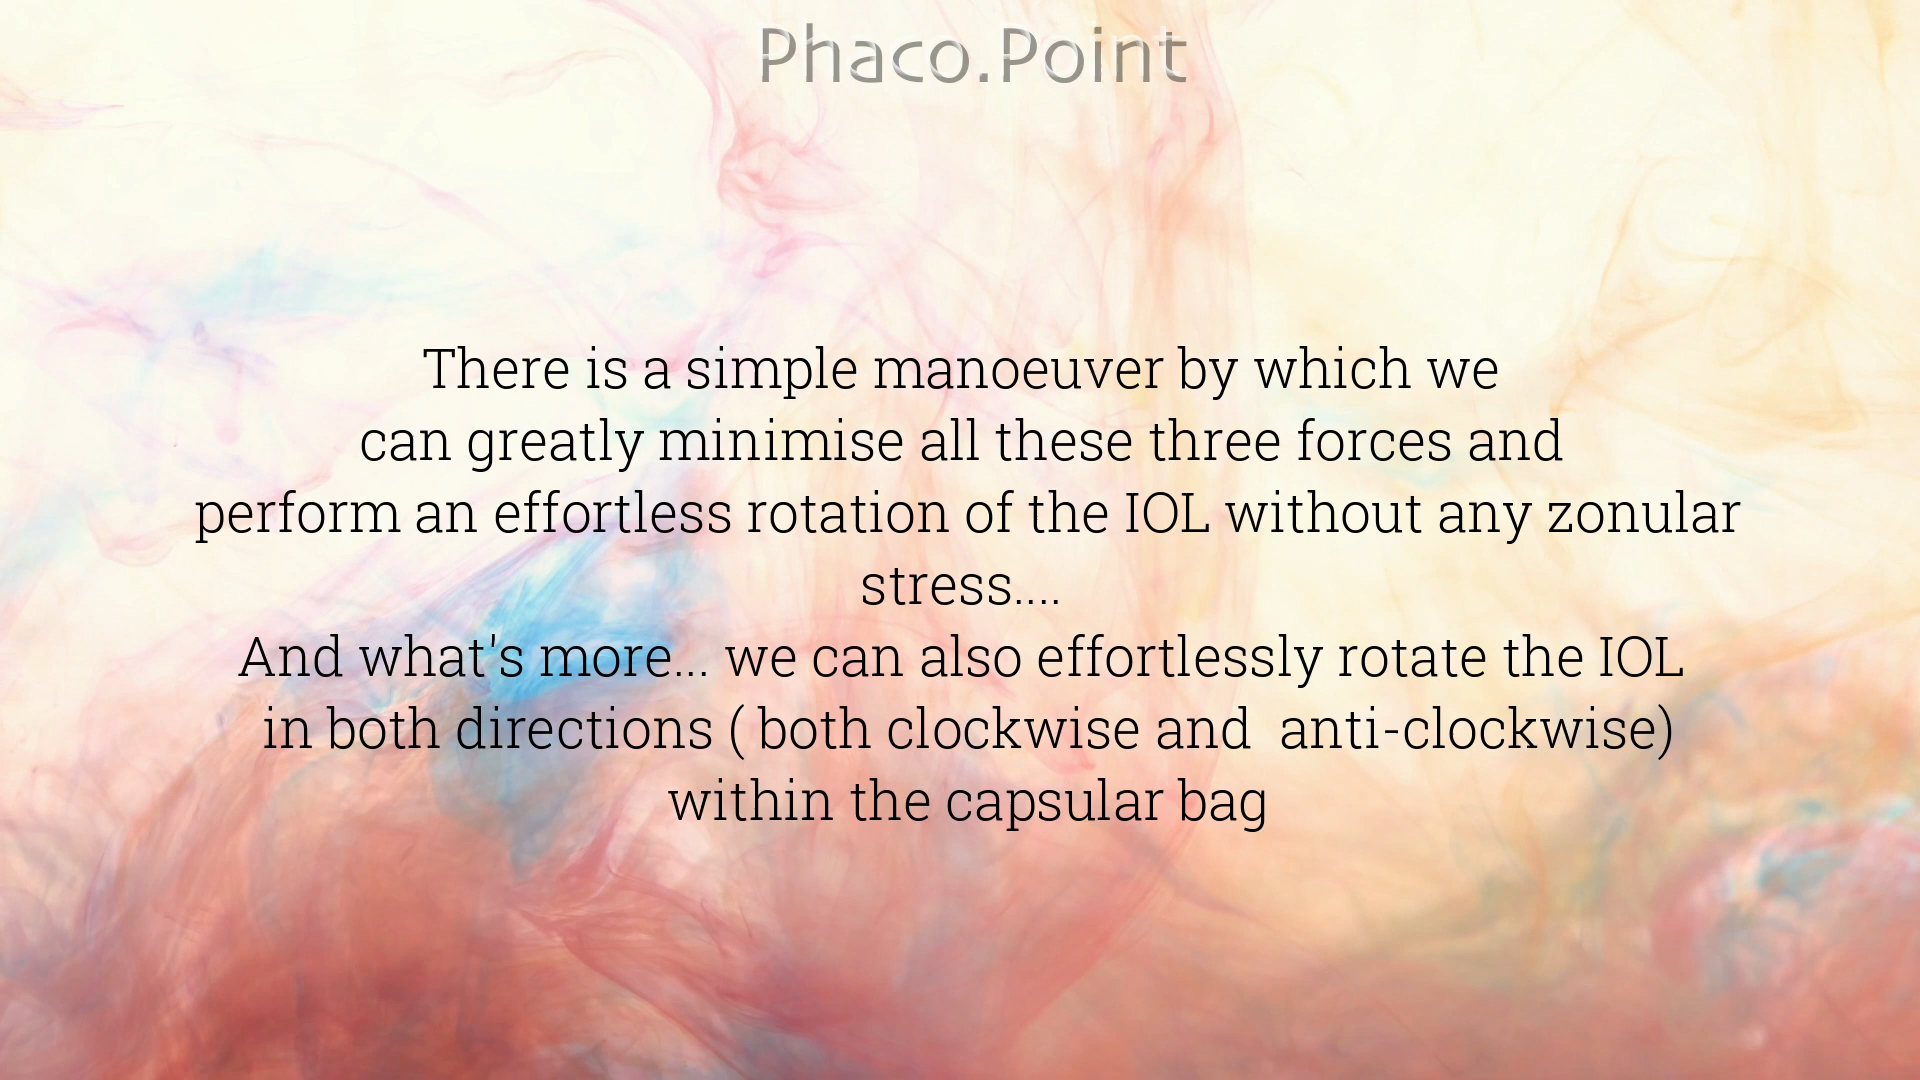 Phaco.Point
There is a simple manoeuver by which we
can greatly minimise all these three forces and
perform an effortless rotation of the IOL without any zonular
stress....
And what's more... we can also effortlessly rotate the IOL
in both directions ( both clockwise and  anti-clockwise)
within the capsular bag